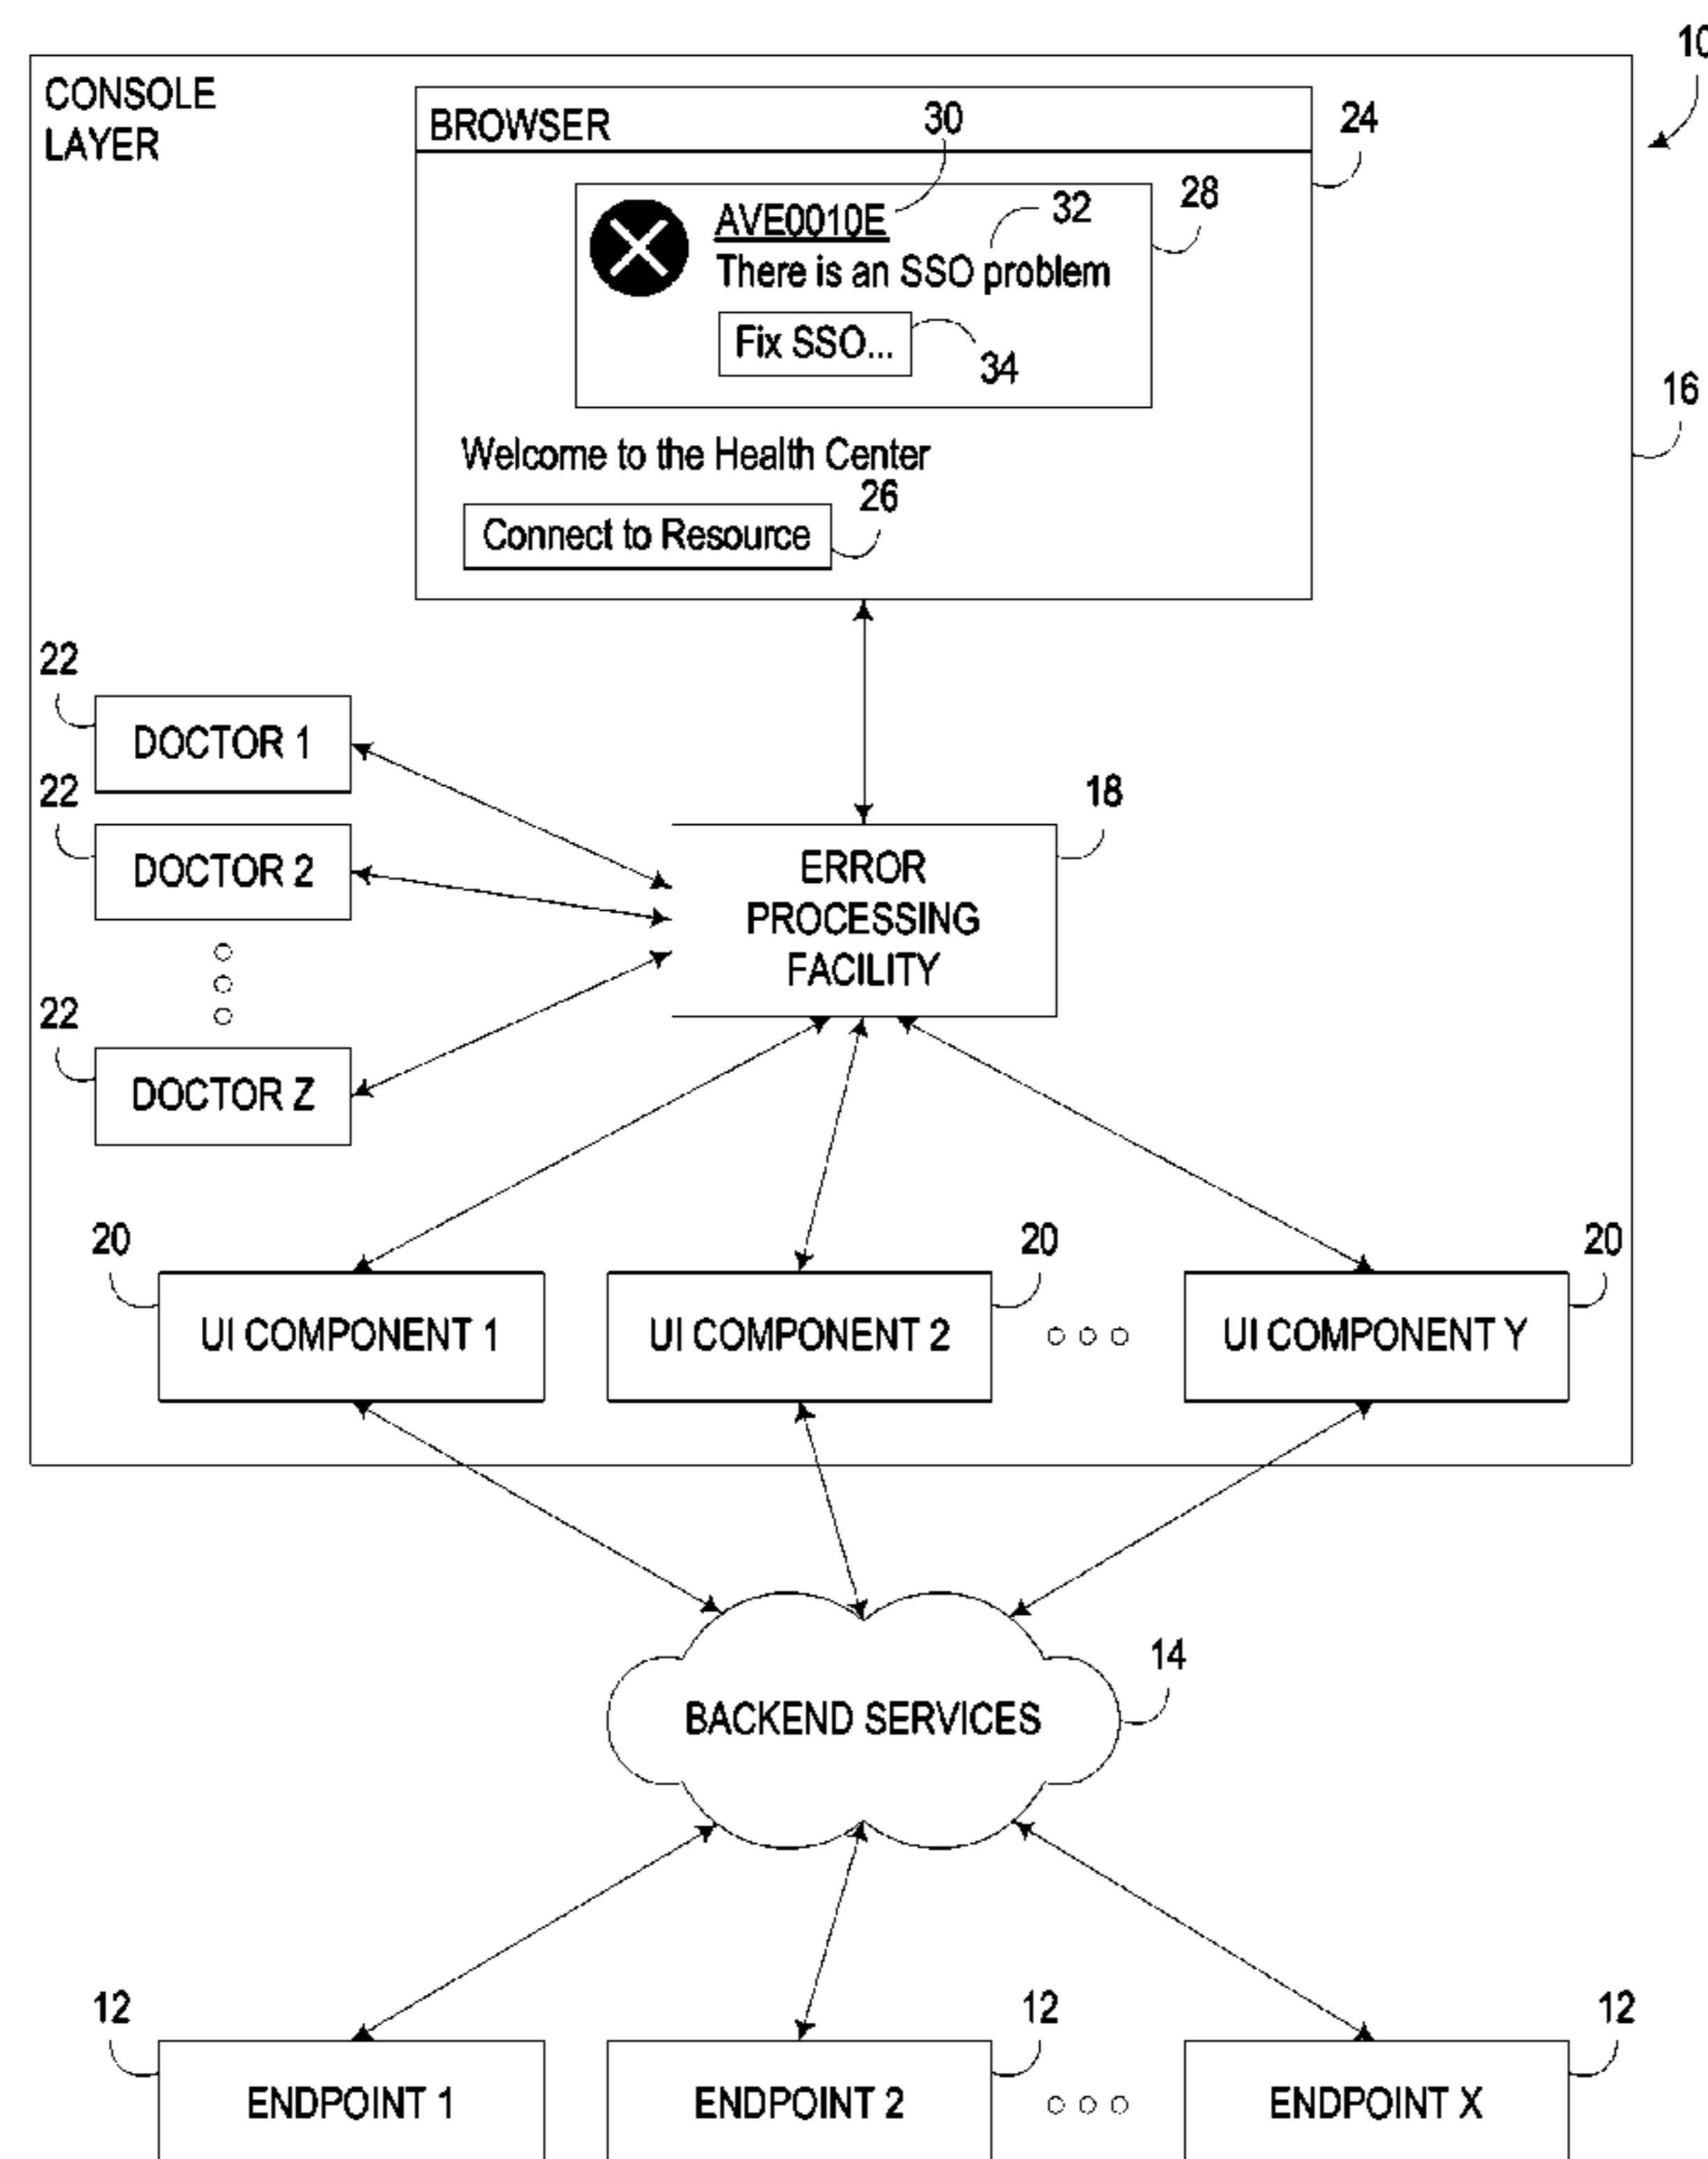 10
CONSOLE
LAYER
BROWSER
30
24
AVE0010E
32
28
There is an SSO problem
Fix SSO...
34
16
Welcome to the Health Center
26
Connect to Resource
22
DOCTOR 1
22
DOCTOR 2
22
DOCTOR Z
18
ERROR
PROCESSING
FACILITY
20
UI COMPONENT 1
20
UI COMPONENT 2
20
UI COMPONENT Y
14
BACKEND SERVICES
12
ENDPOINT 1
12
ENDPOINT 2
12
ENDPOINT X